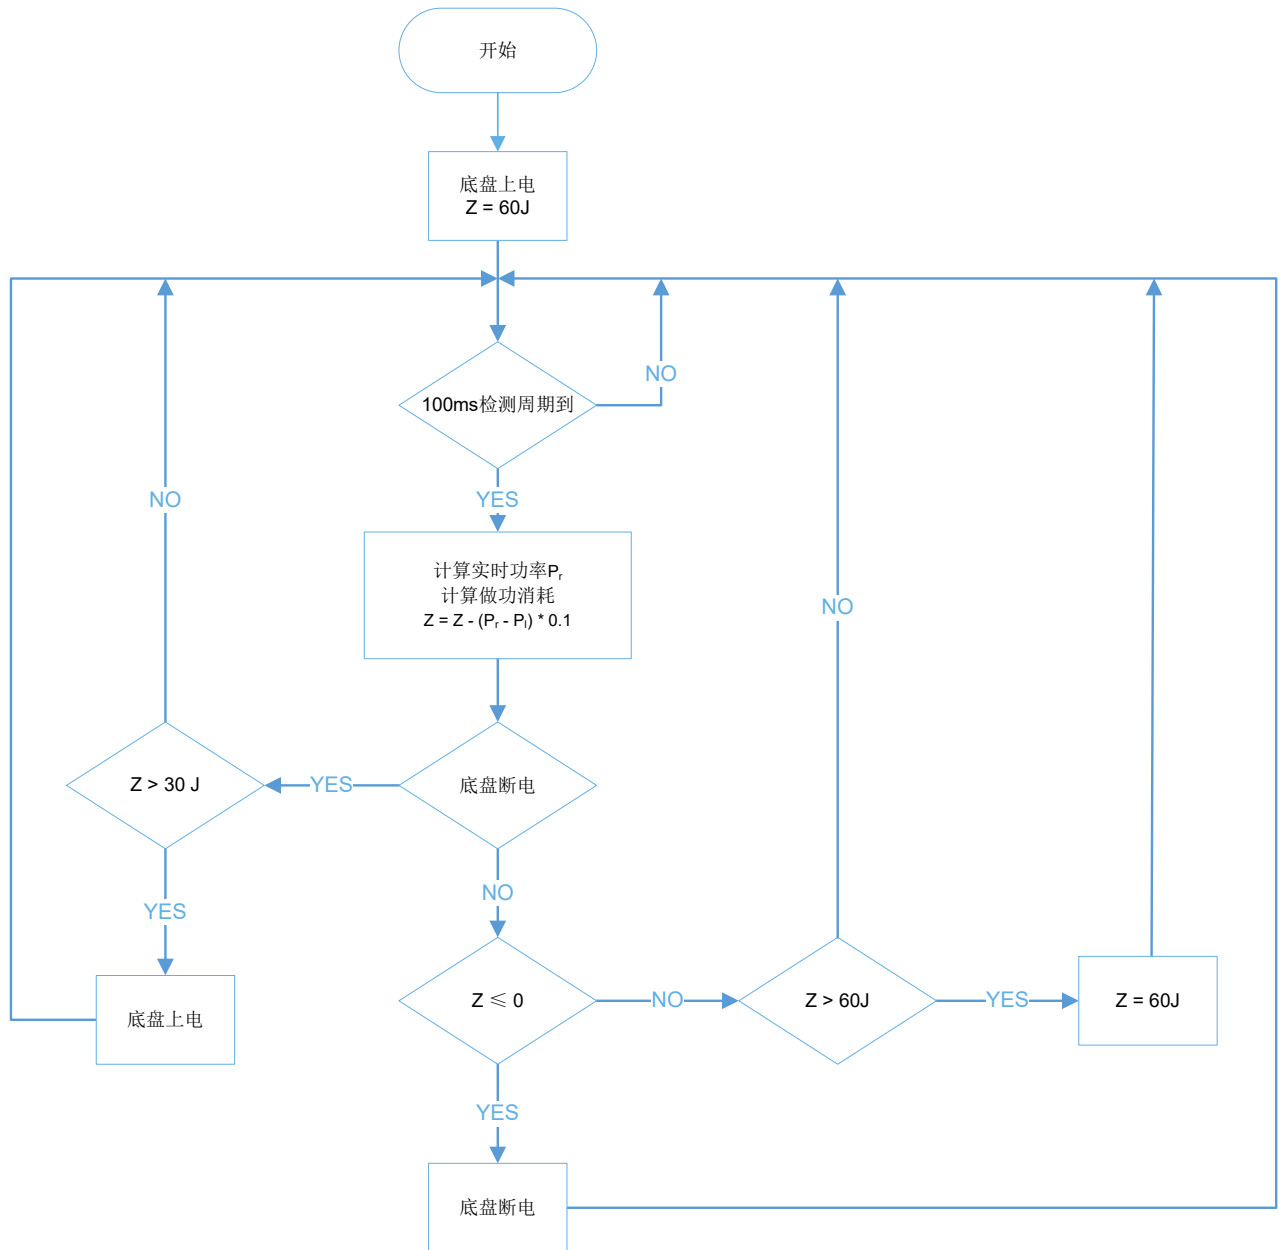 开始
底盘上电
Z = 60J
100ms检测周期到
NO
YES
计算实时功率Pr
计算做功消耗
Z = Z - (Pr - Pl) * 0.1
NO
NO
Z > 30 J
YES
底盘断电
YES
NO
底盘上电
Z ≤ 0
NO
Z > 60J
YES
Z = 60J
YES
底盘断电